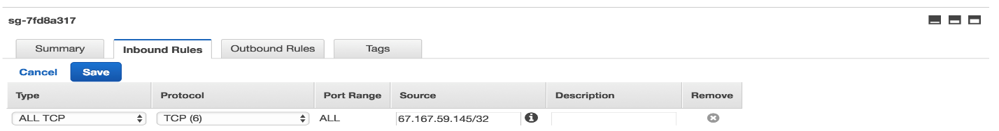 sg-7fd8a317
Summary Inbound Rules Outbound Rules Tags
Cancel Save
Type Protocol Port Range Source Description Remove
ALL TCP TCP (6) ALL 67.167.59.145/32